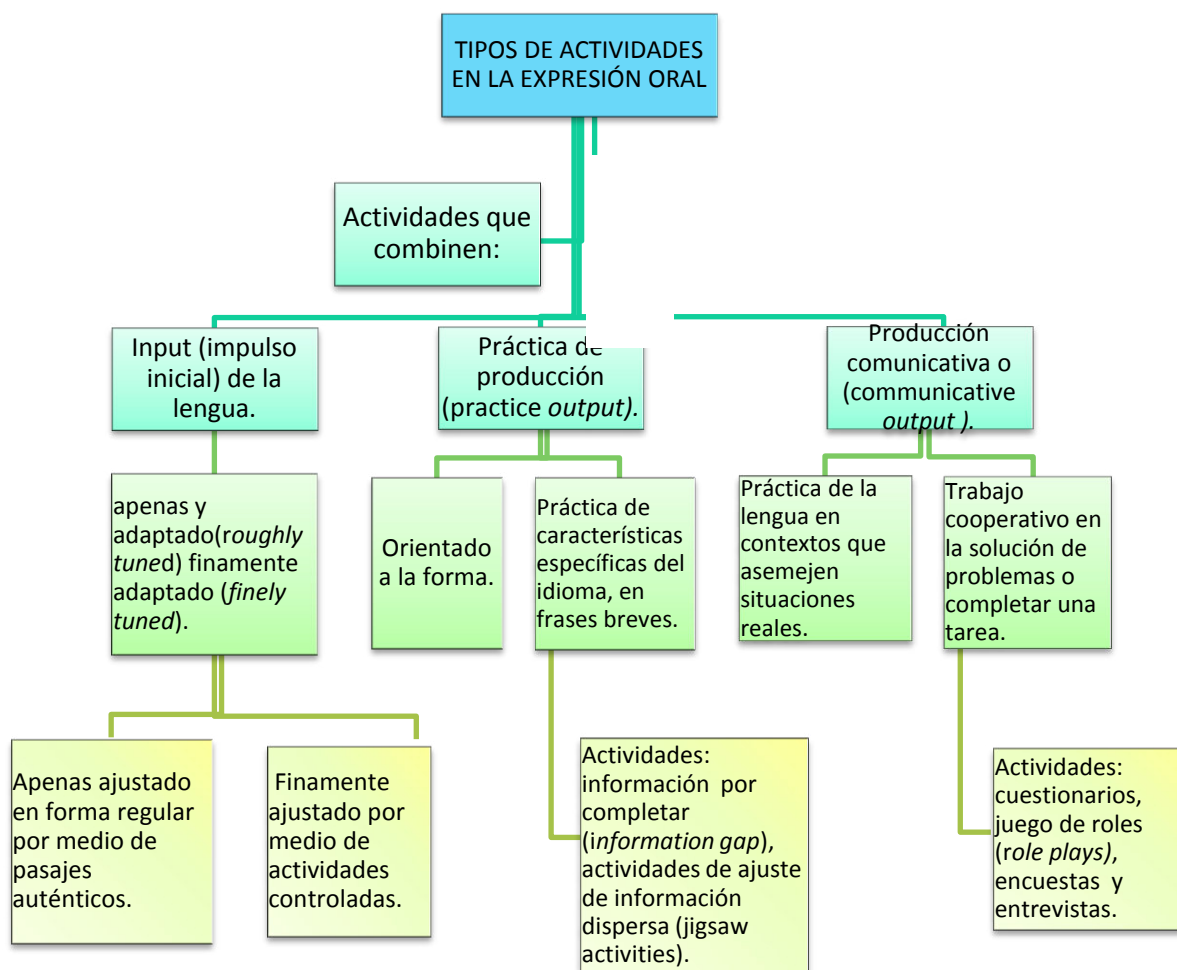 TIPOS DE ACTIVIDADES
EN LA EXPRESIÓN ORAL
Actividades que
combinen:
Input (impulso
inicial) de la
lengua.
Práctica de
producción
(practice output).
Producción
comunicativa o
(communicative
output ).
apenas y
adaptado(roughly
tuned) finamente
adaptado (finely
tuned).
Orientado
a la forma.
Práctica de
características
específicas del
idioma, en
frases breves.
Práctica de la
lengua en
contextos que
asemejen
situaciones
reales.
Trabajo
cooperativo en
la solución de
problemas o
completar una
tarea.
Apenas ajustado
en forma regular
por medio de
pasajes
auténticos.
Finamente
ajustado por
medio de
actividades
controladas.
Actividades:
información por
completar
(information gap),
actividades de ajuste
de información
dispersa (jigsaw
activities).
Actividades:
cuestionarios,
juego de roles
(role plays),
encuestas y
entrevistas.